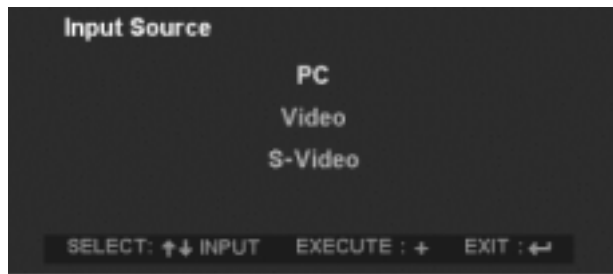 Input Source
PC
Video
S-Video
SELECT: ↑↓ INPUT EXECUTE : + EXIT : ↵